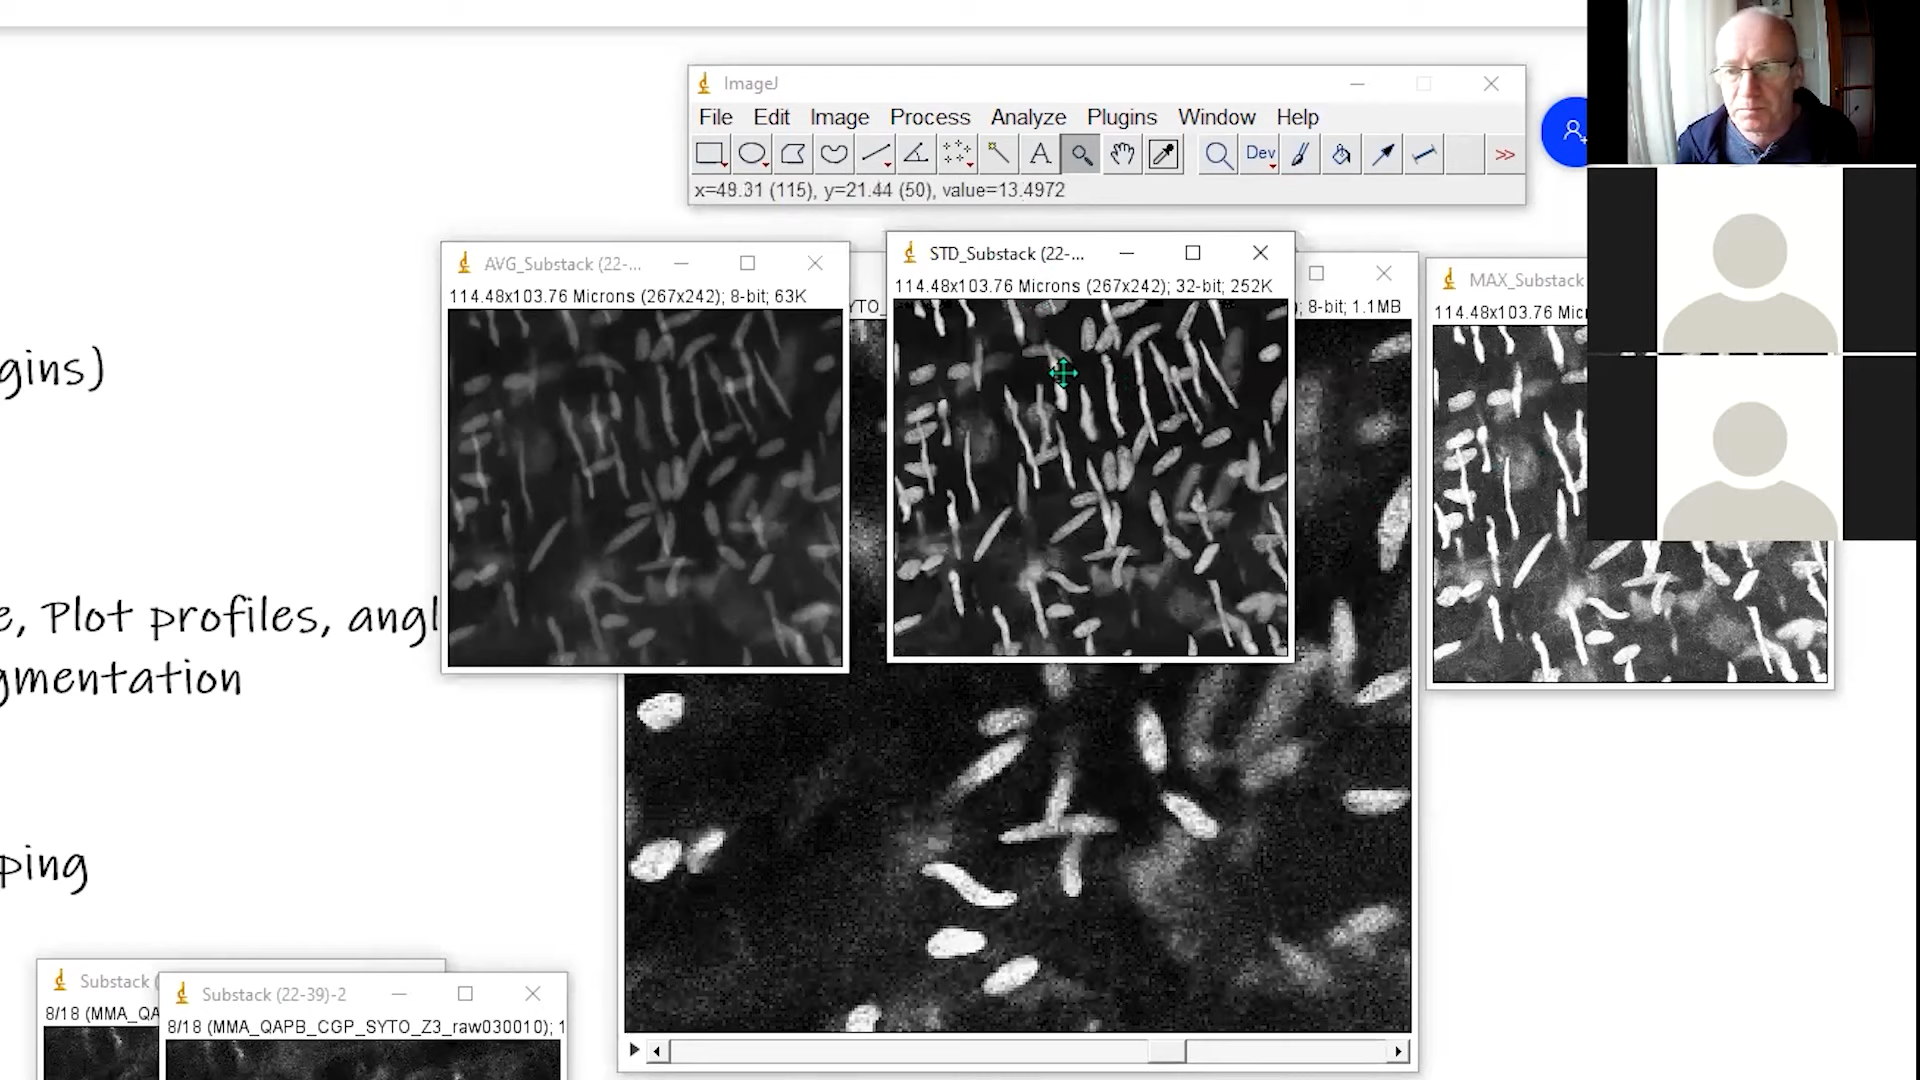 ImageJ
File Edit Image Process Analyze Plugins Window Help
Dev
>>
x=49.31 (115), y=21.44 (50), value=13.4972
AVG_Substack (22-...
114.48x103.76 Microns (267x242); 8-bit; 63K
STD_Substack (22-...
114.48x103.76 Microns (267x242); 32-bit; 252K
YTO_
); 8-bit; 1.1MB
MAX_Substack
114.48x103.76 Micr
gins)
e, Plot profiles, angl
gmentation
ping
Substack (
8/18 (MMA_QA
Substack (22-39)-2
8/18 (MMA_QAPB_CGP_SYTO_Z3_raw030010); 1